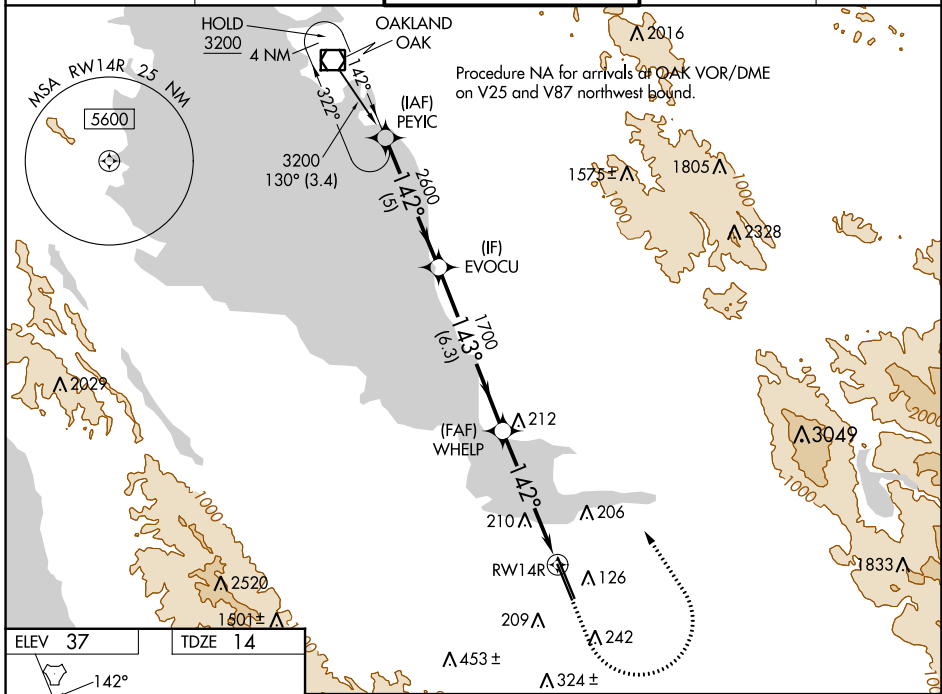 HOLD
3200
4 NM
OAKLAND
OAK
2016
Procedure NA for arrivals at OAK VOR/DME
on V25 and V87 northwest bound.
MSA RW14R 25 NM
5600
142°
322°
(IAF)
PEYIC
3200
130° (3.4)
2600
142°
(5)
1575±
1805
1000
1000
2328
(IF)
EVOCU
1700
143°
(6.3)
2029
212
(FAF)
WHELP
3049
2000
1000
142°
1000
210
206
RW14R
126
1833
2520
1501±
209
242
453 ±
324 ±
1000
ELEV 37
TDZE 14
142°